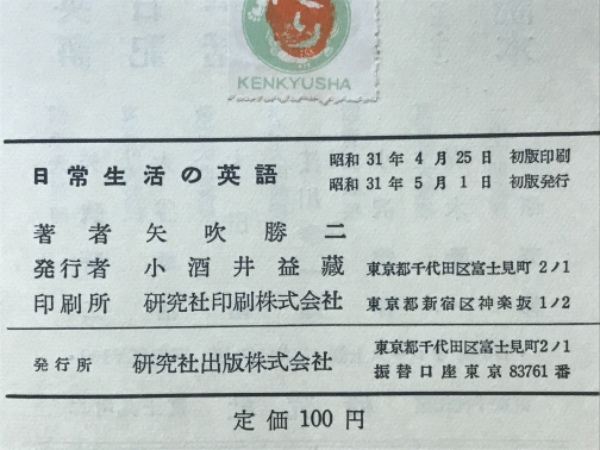 KENKYUSHA
日常生活の英語
昭和 31 年 4 月 25 日 初版印刷
昭和 31 年 5 月 1 日 初版発行
著者 矢吹勝二
発行者 小酒井益藏 東京都千代田区富士見町 2ノ1
印刷所 研究社印刷株式会社 東京都新宿区神楽坂 1ノ2
発行所 研究社出版株式会社 東京都千代田区富士見町2ノ1
振替口座東京 83761 番
定価 100 円